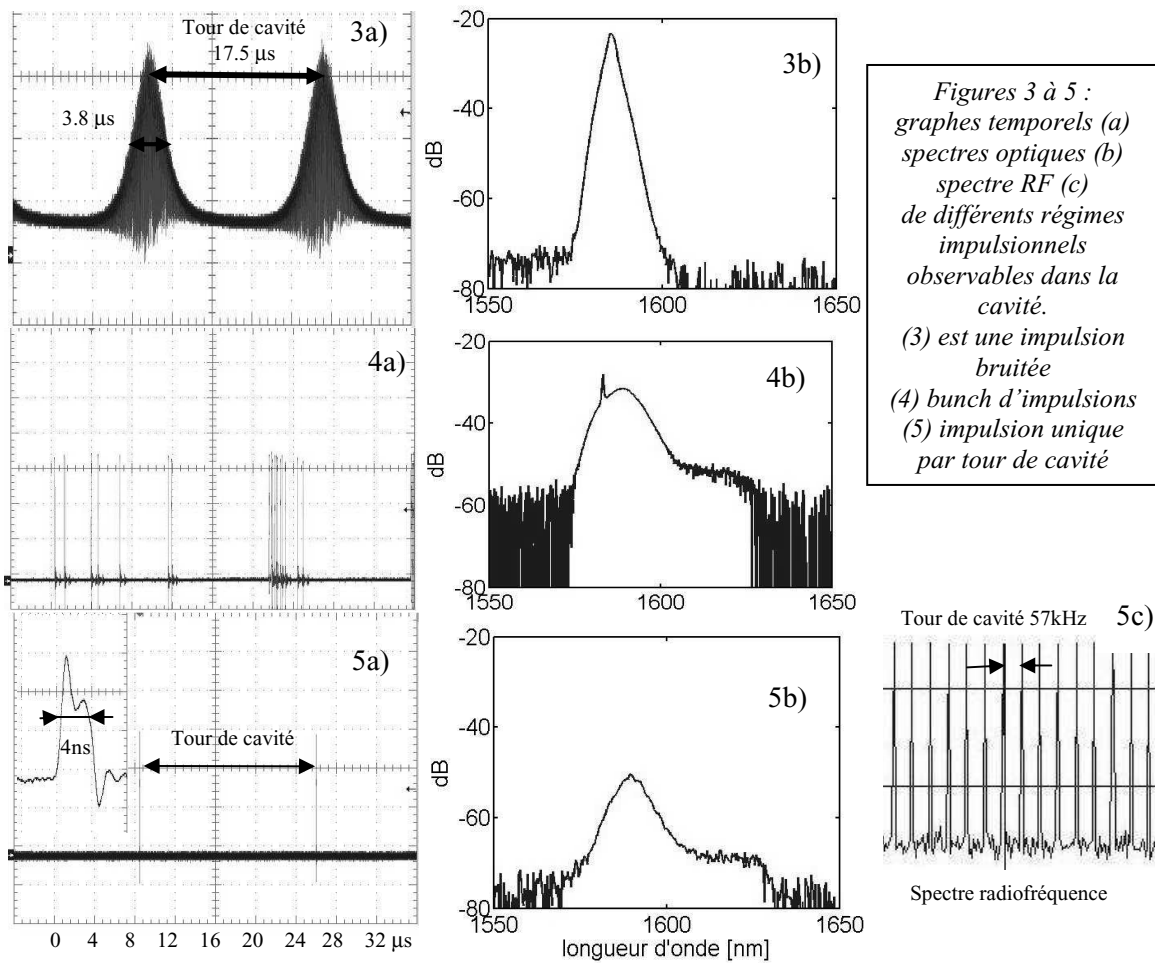 Tour de cavité
17.5 µs
3a)
3.8 µs
-20
-40
-60
-80
dB
3b)
1550
1600
1650
Figures 3 à 5 :
graphes temporels (a)
spectres optiques (b)
spectre RF (c)
de différents régimes
impulsionnels
observables dans la
cavité.
(3) est une impulsion
bruitée
(4) bunch d'impulsions
(5) impulsion unique
par tour de cavité
4a)
-20
-40
-60
-80
dB
4b)
1550
1600
1650
5a)
4ns
Tour de cavité
0 4 8 12 16 20 24 28 32 µs
-20
-40
-60
-80
dB
5b)
1550
1600
1650
longueur d'onde [nm]
Tour de cavité 57kHz
5c)
Spectre radiofréquence